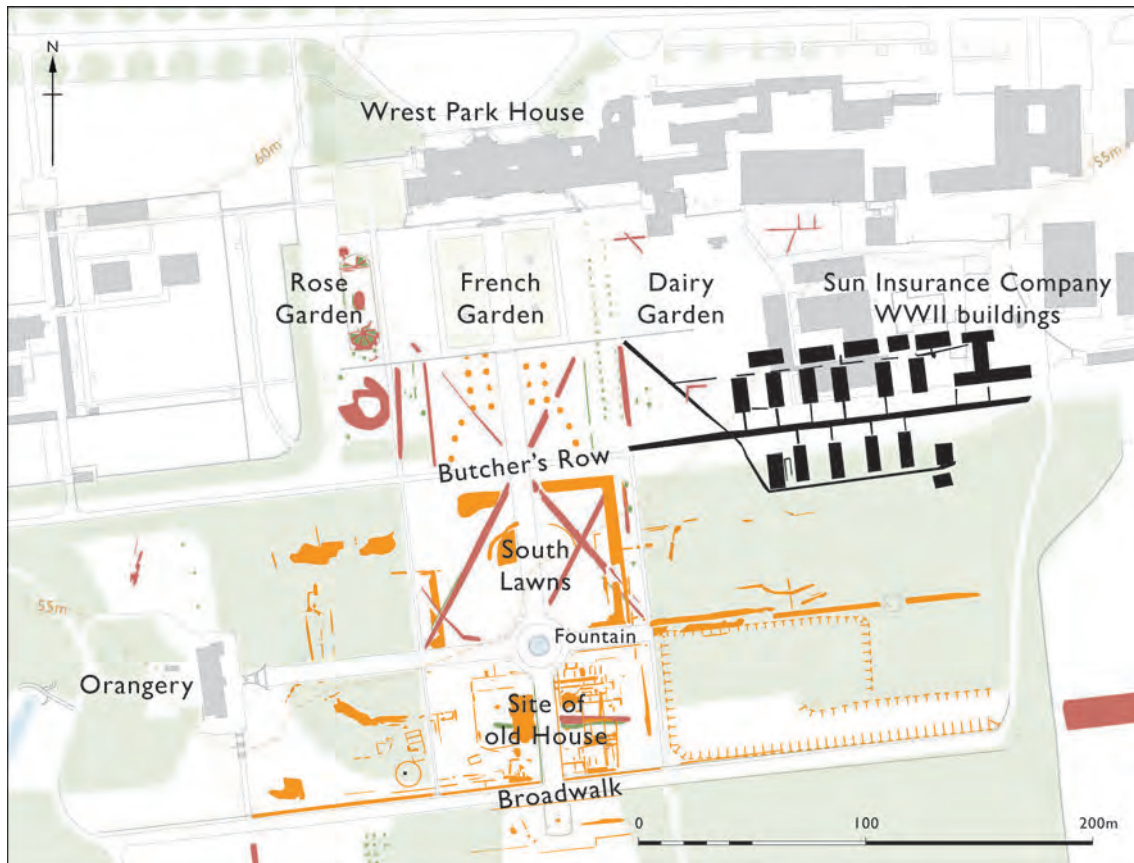 N
Wrest Park House
60m
55m
Rose
Garden
French
Garden
Dairy
Garden
Sun Insurance Company
WWII buildings
Butcher's Row
South
Lawns
55m
Fountain
Orangery
Site of
old House
Broadwalk
0 100 200m